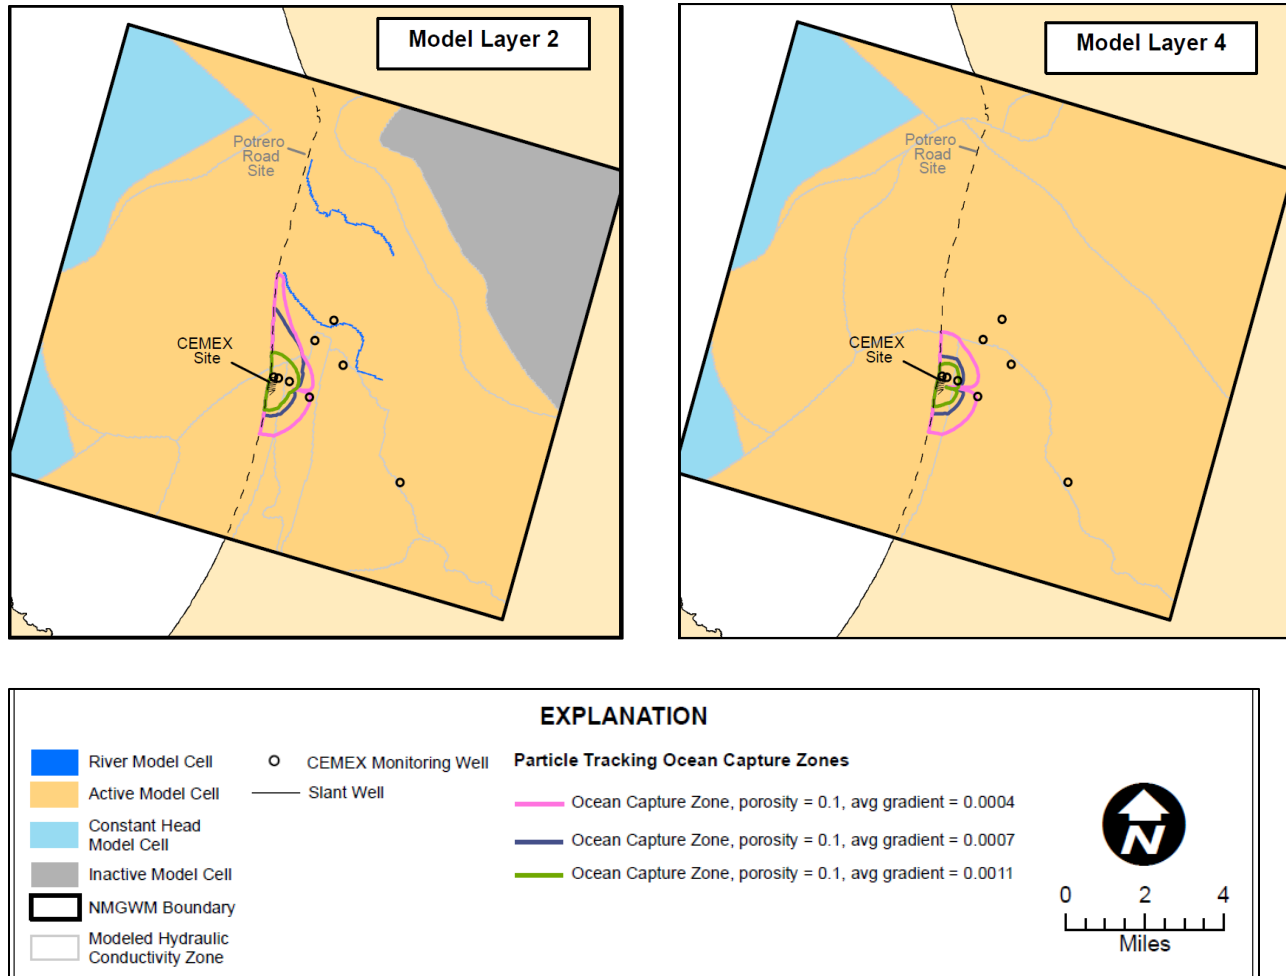 Model Layer 2
Potrero
Road
Site
CEMEX
Site
Model Layer 4
Potrero
Road
Site
CEMEX
Site
EXPLANATION
River Model Cell
Active Model Cell
Constant Head
Model Cell
Inactive Model Cell
NMGWM Boundary
Modeled Hydraulic
Conductivity Zone
CEMEX Monitoring Well
Slant Well
Particle Tracking Ocean Capture Zones
Ocean Capture Zone, porosity = 0.1, avg gradient = 0.0004
Ocean Capture Zone, porosity = 0.1, avg gradient = 0.0007
Ocean Capture Zone, porosity = 0.1, avg gradient = 0.0011
N
0 2 4
Miles